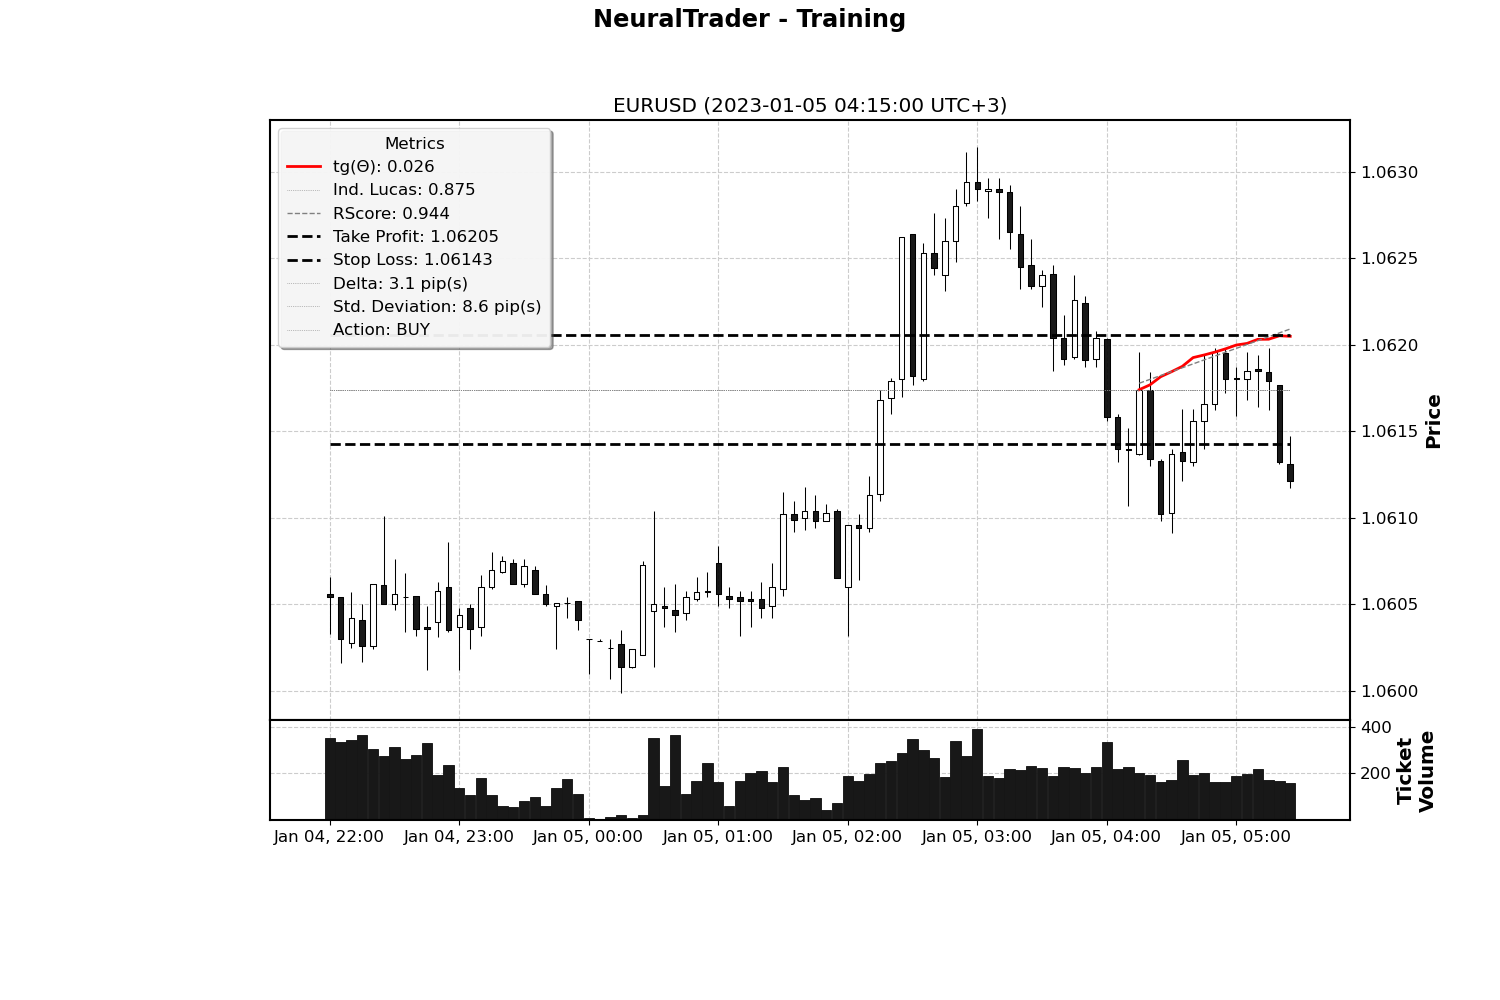 NeuralTrader - Training
EURUSD (2023-01-05 04:15:00 UTC+3)
Metrics
tg(Θ): 0.026
Ind. Lucas: 0.875
RScore: 0.944
Take Profit: 1.06205
Stop Loss: 1.06143
Delta: 3.1 pip(s)
Std. Deviation: 8.6 pip(s)
Action: BUY
1.0630
1.0625
1.0620
1.0615
1.0610
1.0605
1.0600
Price
400
200
Ticket
Volume
Jan 04, 22:00 Jan 04, 23:00 Jan 05, 00:00 Jan 05, 01:00 Jan 05, 02:00 Jan 05, 03:00 Jan 05, 04:00 Jan 05, 05:00